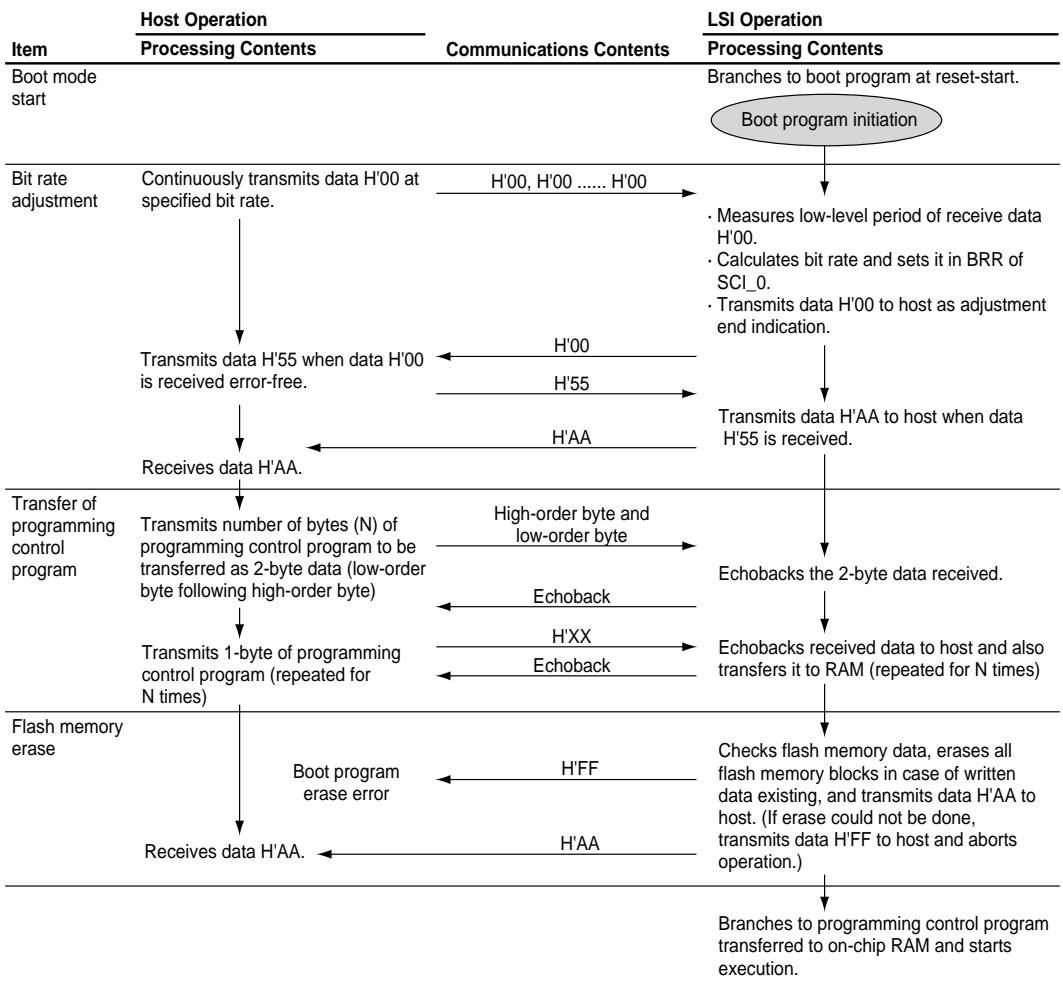 Host Operation
LSI Operation
Item
Processing Contents
Communications Contents
Processing Contents
Boot mode
start
Branches to boot program at reset-start.
Boot program initiation
Bit rate
adjustment
Continuously transmits data H'00 at
specified bit rate.
H'00, H'00 ...... H'00
· Measures low-level period of receive data
H'00.
· Calculates bit rate and sets it in BRR of
SCI_0.
· Transmits data H'00 to host as adjustment
end indication.
H'00
Transmits data H'55 when data H'00
is received error-free.
H'55
Transmits data H'AA to host when data
H'55 is received.
H'AA
Receives data H'AA.
Transfer of
programming
control
program
Transmits number of bytes (N) of
programming control program to be
transferred as 2-byte data (low-order
byte following high-order byte)
High-order byte and
low-order byte
Echobacks the 2-byte data received.
Echoback
H'XX
Transmits 1-byte of programming
control program (repeated for
N times)
Echoback
Echobacks received data to host and also
transfers it to RAM (repeated for N times)
Flash memory
erase
Checks flash memory data, erases all
flash memory blocks in case of written
data existing, and transmits data H'AA to
host. (If erase could not be done,
transmits data H'FF to host and aborts
operation.)
H'FF
Boot program
erase error
H'AA
Receives data H'AA.
Branches to programming control program
transferred to on-chip RAM and starts
execution.